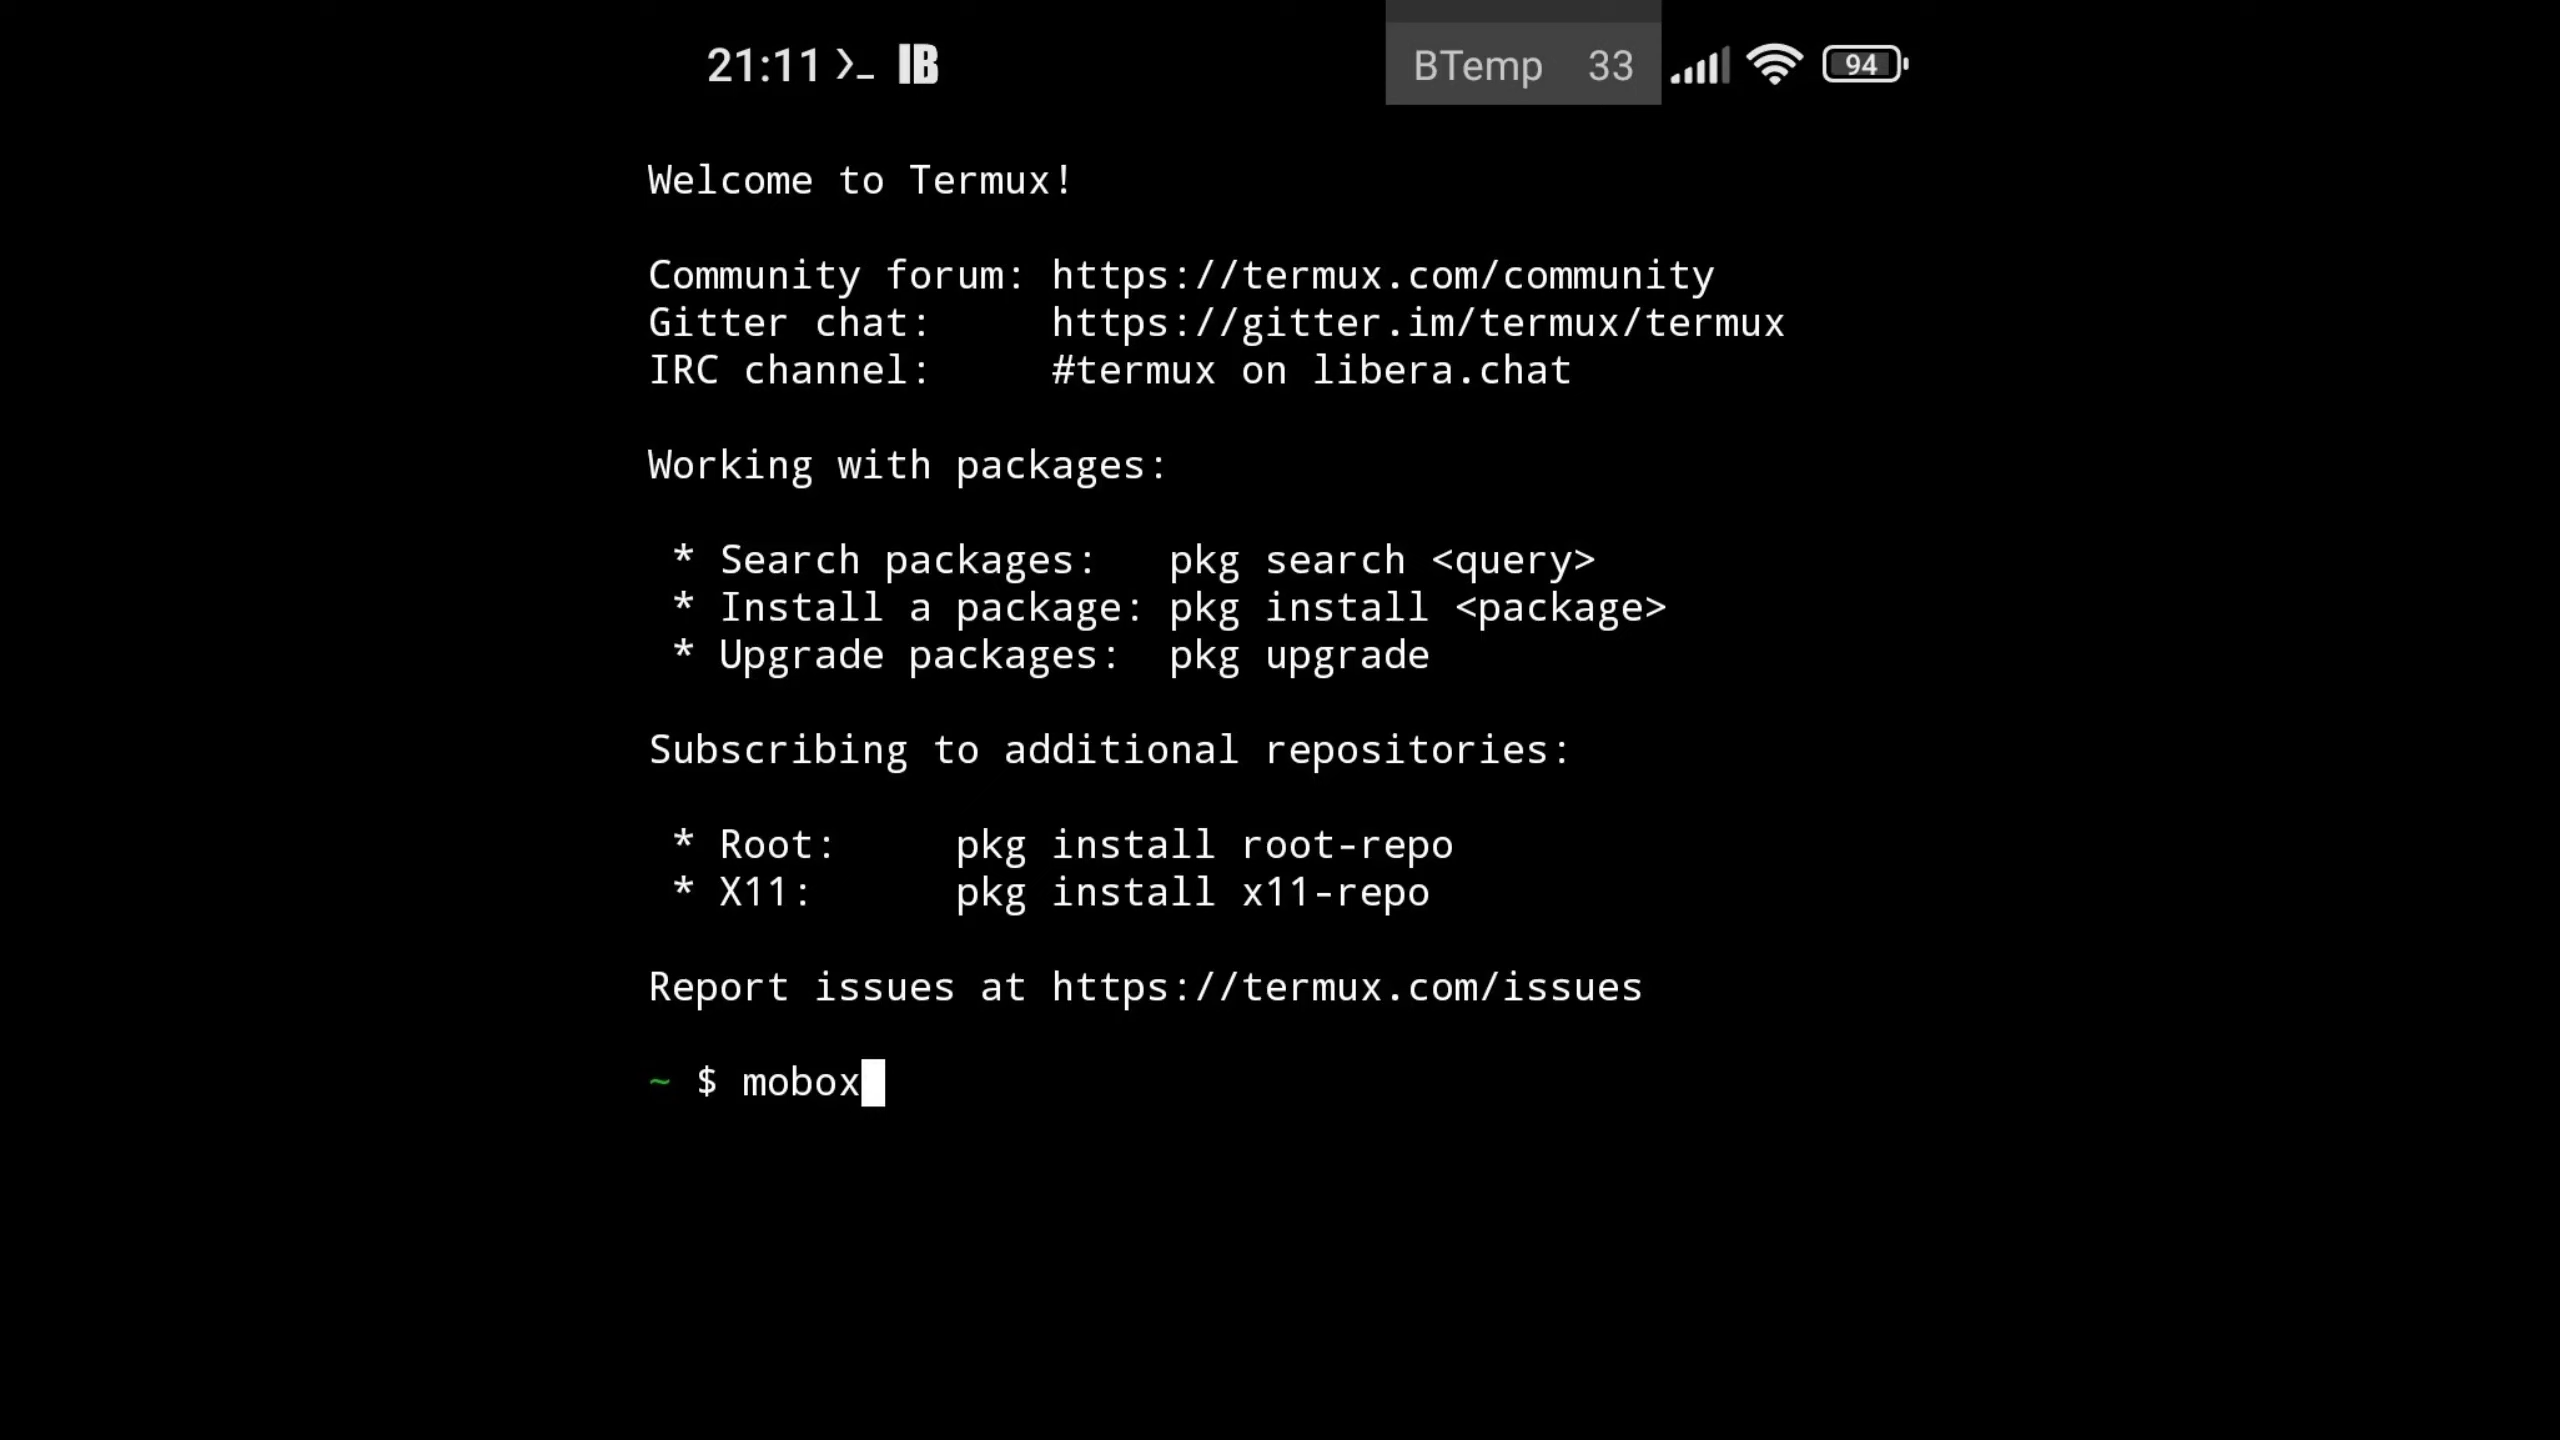 21:11 IB BTemp 33 94
Welcome to Termux!
Community forum: https://termux.com/community
Gitter chat:     https://gitter.im/termux/termux
IRC channel:     #termux on libera.chat
Working with packages:
 * Search packages:   pkg search <query>
 * Install a package: pkg install <package>
 * Upgrade packages:  pkg upgrade
Subscribing to additional repositories:
 * Root:     pkg install root-repo
 * X11:      pkg install x11-repo
Report issues at https://termux.com/issues
~ $ mobox